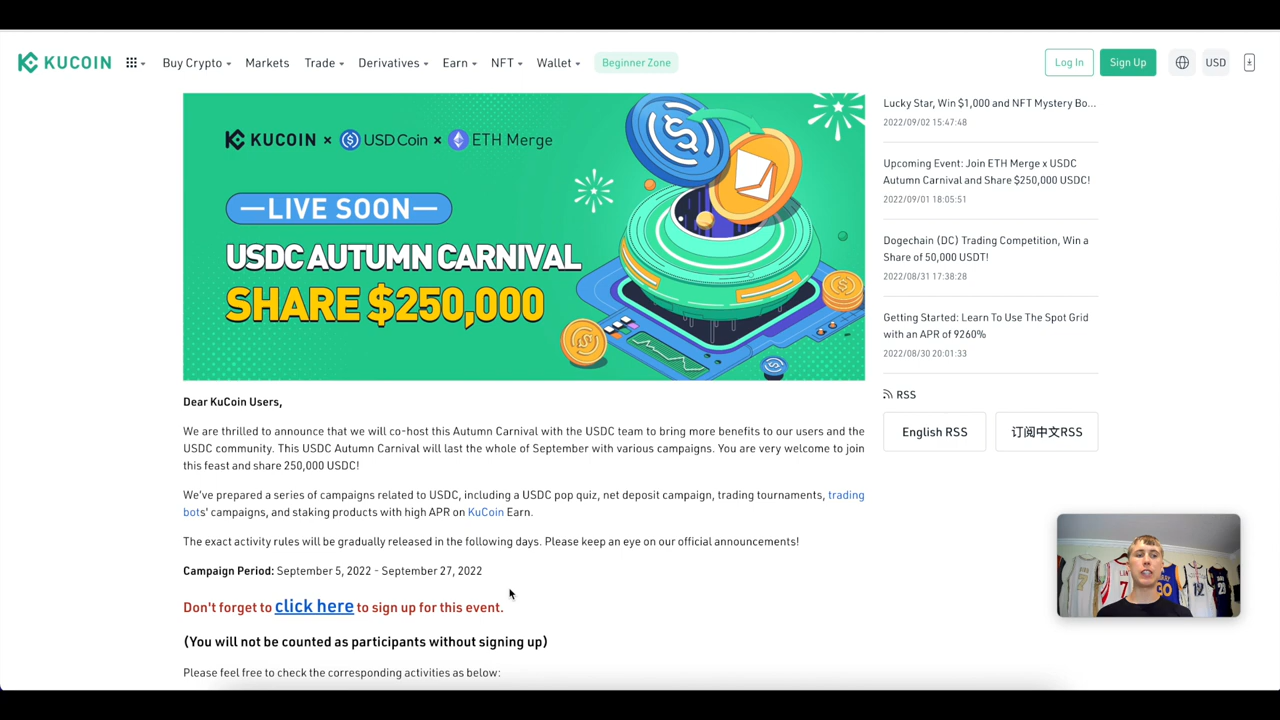 KUCOIN Buy Crypto Markets Trade Derivatives Earn NFT Wallet Beginner Zone Log In Sign Up USD
KUCOIN × USD Coin × ETH Merge
LIVE SOON
USDC AUTUMN CARNIVAL
SHARE $250,000
Dear KuCoin Users,
We are thrilled to announce that we will co-host this Autumn Carnival with the USDC team to bring more benefits to our users and the
USDC community. This USDC Autumn Carnival will last the whole of September with various campaigns. You are very welcome to join
this feast and share 250,000 USDC!
We've prepared a series of campaigns related to USDC, including a USDC pop quiz, net deposit campaign, trading tournaments, trading
bots' campaigns, and staking products with high APR on KuCoin Earn.
The exact activity rules will be gradually released in the following days. Please keep an eye on our official announcements!
Campaign Period: September 5, 2022 - September 27, 2022
Don't forget to click here to sign up for this event.
(You will not be counted as participants without signing up)
Please feel free to check the corresponding activities as below:
Lucky Star, Win $1,000 and NFT Mystery Bo...
2022/09/02 15:47:48
Upcoming Event: Join ETH Merge x USDC
Autumn Carnival and Share $250,000 USDC!
2022/09/01 18:05:51
Dogechain (DC) Trading Competition, Win a
Share of 50,000 USDT!
2022/08/31 17:38:28
Getting Started: Learn To Use The Spot Grid
with an APR of 9260%
2022/08/30 20:01:33
RSS
English RSS
订阅中文RSS